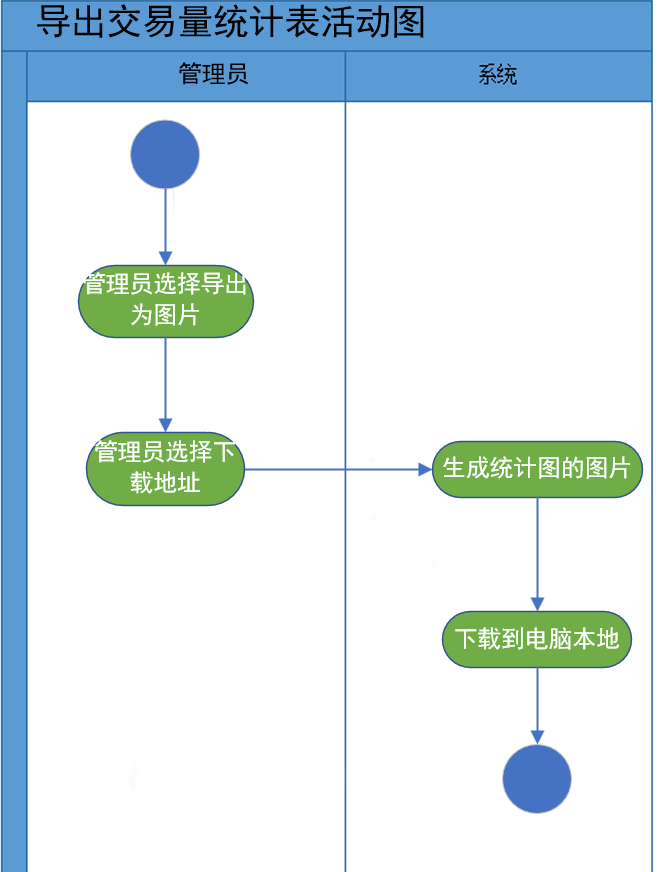 导出交易量统计表活动图
管理员
系统
管理员选择导出
为图片
管理员选择下
载地址
生成统计图的图片
下载到电脑本地